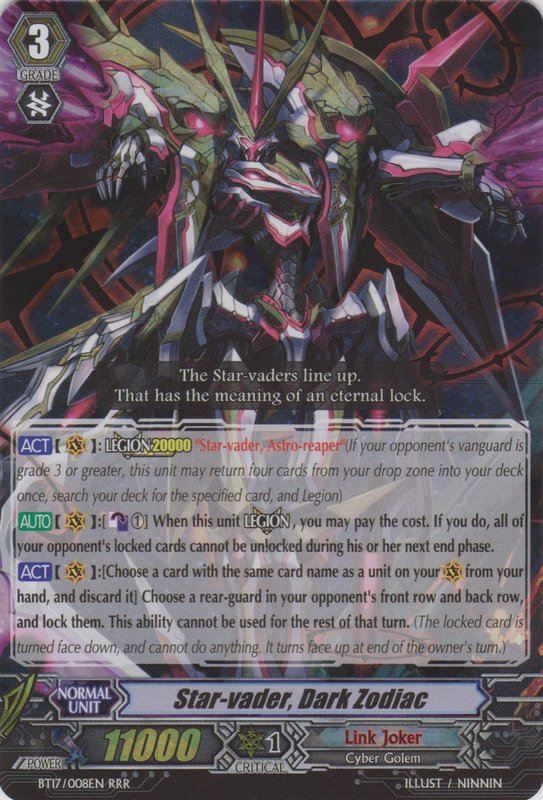 3
GRADE
The Star-vaders line up.
That has the meaning of an eternal lock.
ACT【 V 】: LEGION 20000 "Star-vader, Astro-reaper"(If your opponent's vanguard is
grade 3 or greater, this unit may return four cards from your drop zone into your deck
once, search your deck for the specified card, and Legion)
AUTO【 V 】:[ ①] When this unit LEGION, you may pay the cost. If you do, all of
your opponent's locked cards cannot be unlocked during his or her next end phase.
ACT【 V 】:[Choose a card with the same card name as a unit on your V from your
hand, and discard it] Choose a rear-guard in your opponent's front row and back row,
and lock them. This ability cannot be used for the rest of that turn. (The locked card is
turned face down, and cannot do anything. It turns face up at end of the owner's turn.)
NORMAL
UNIT
Star-vader, Dark Zodiac
POWER
11000
1
CRITICAL
Link Joker
Cyber Golem
BT17/008EN RRR
ILLUST / NINNIN